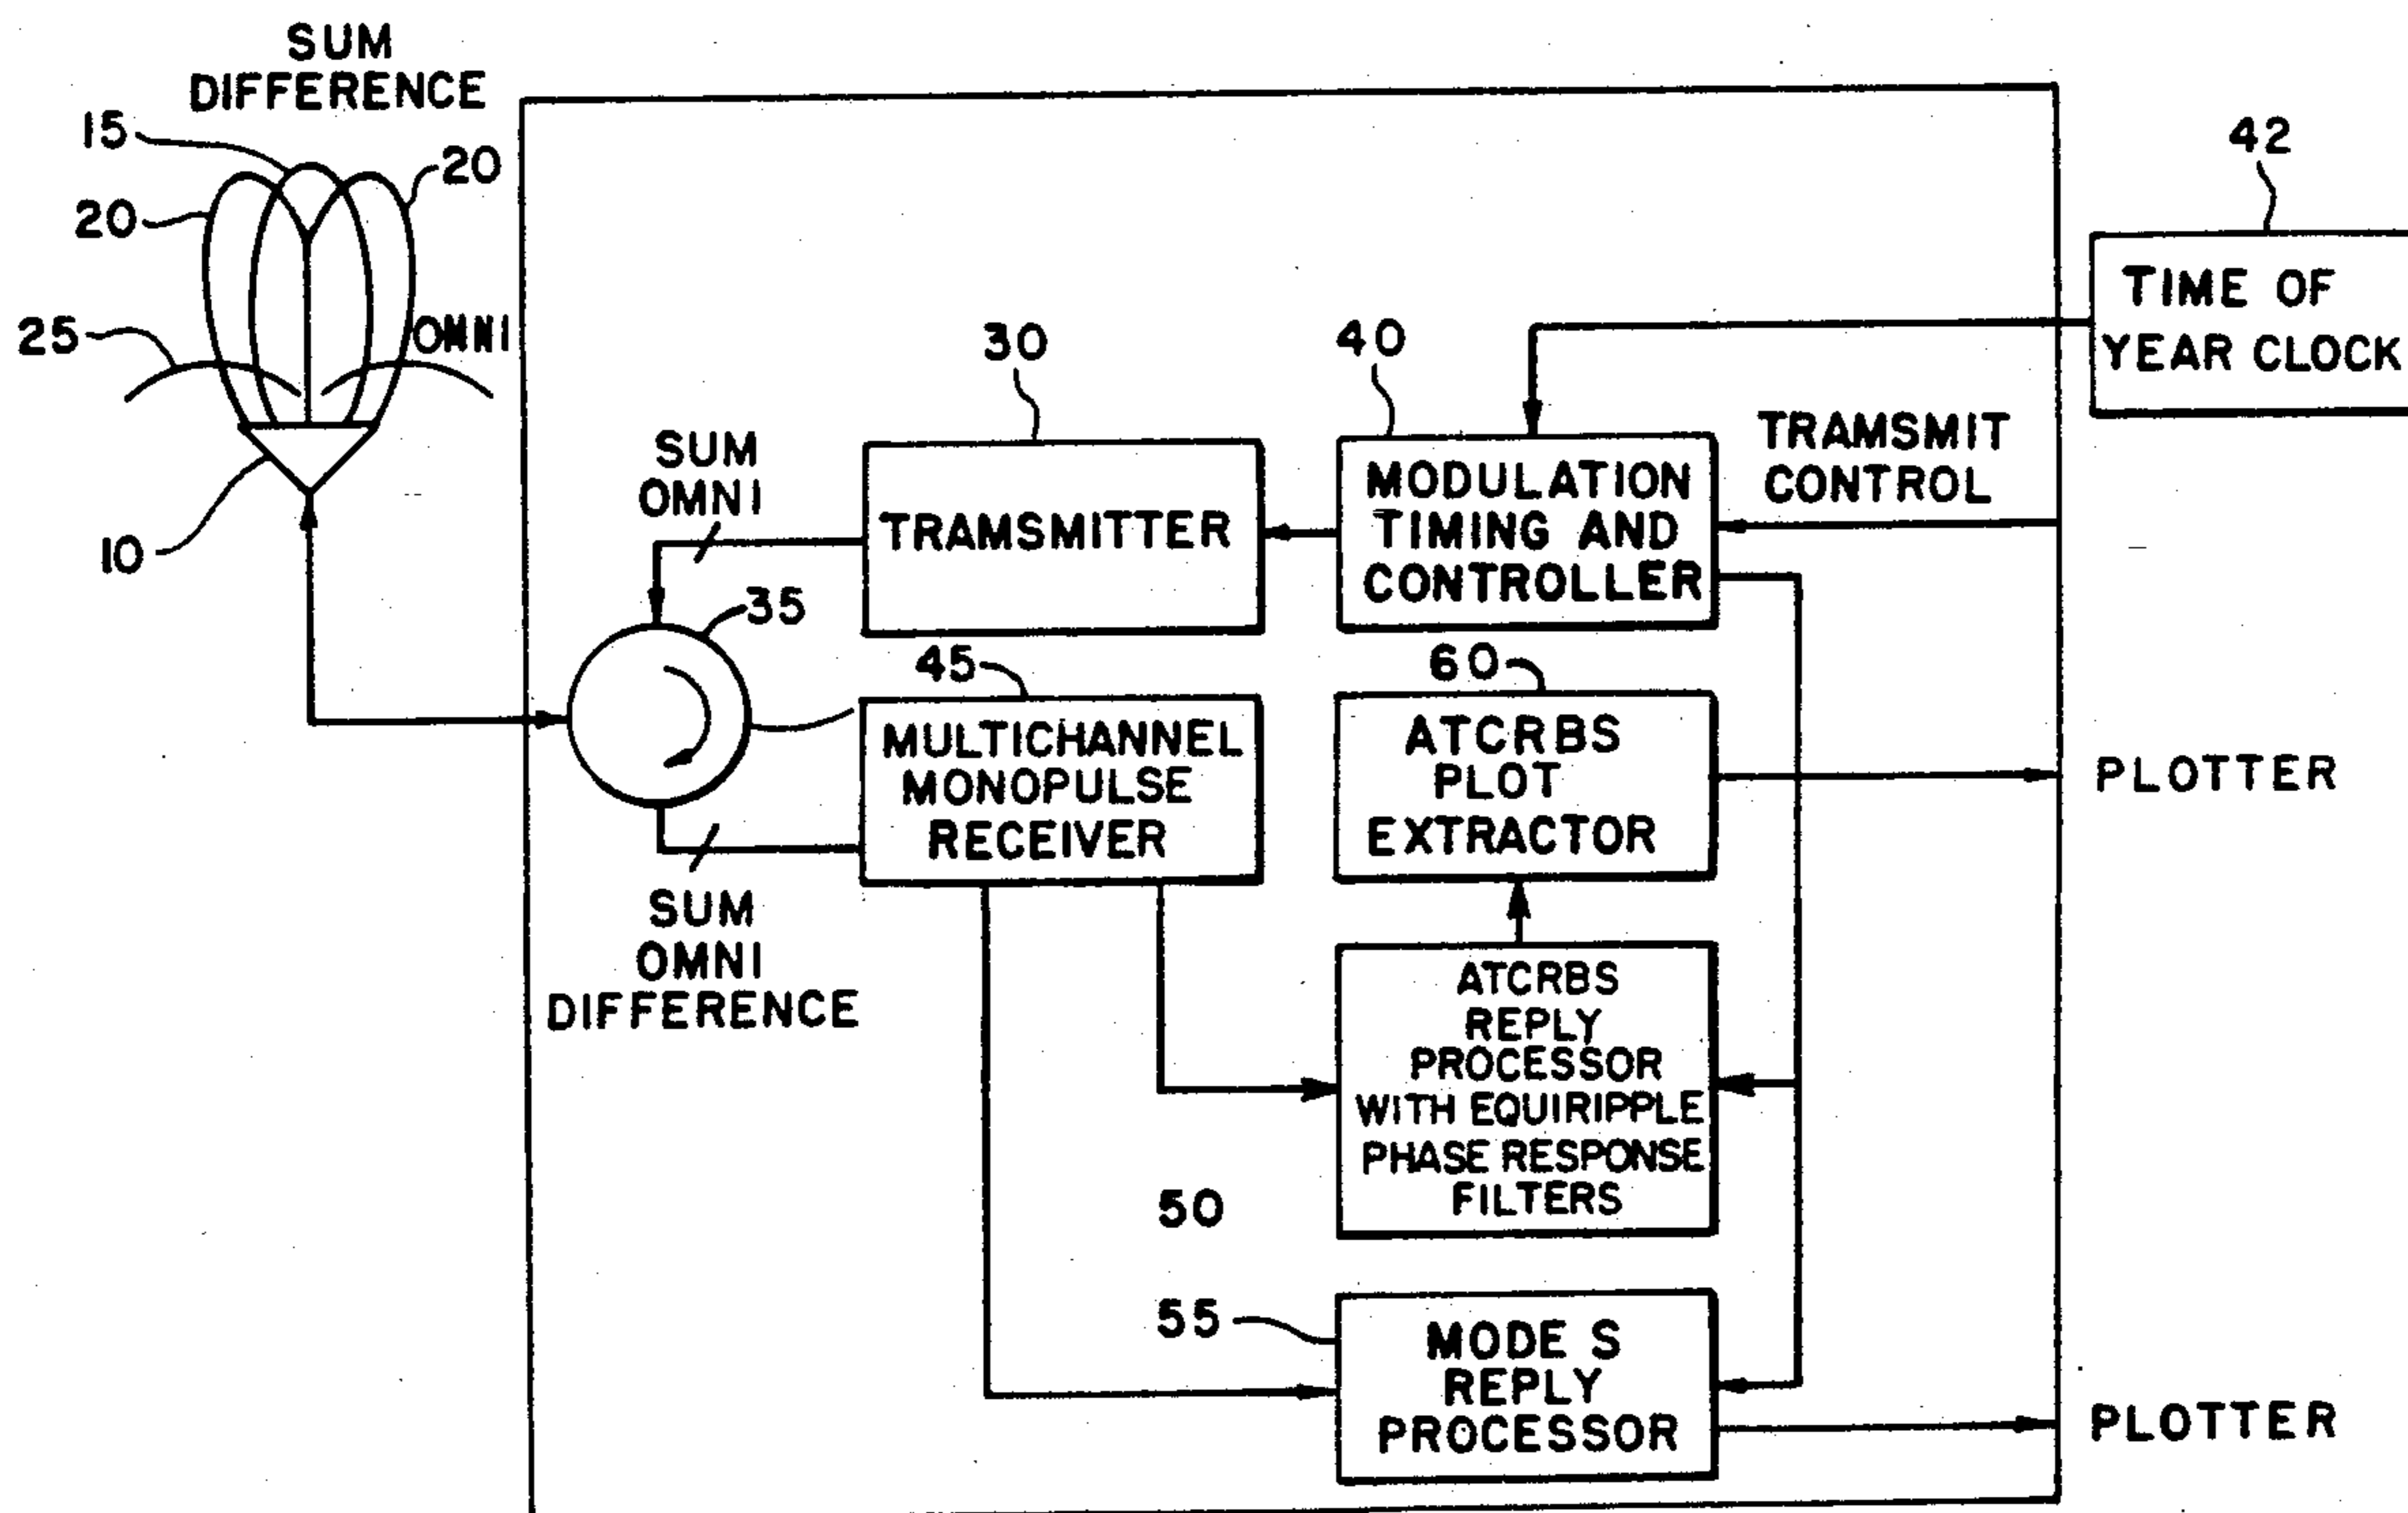 SUM
DIFFERENCE
15
20
20
25
OMNI
10
42
TIME OF
YEAR CLOCK
30
40
SUM
OMNI
TRAMSMITTER
MODULATION
TIMING AND
CONTROLLER
TRAMSMIT
CONTROL
35
45
MULTICHANNEL
MONOPULSE
RECEIVER
60
ATCRBS
PLOT
EXTRACTOR
PLOTTER
SUM
OMNI
DIFFERENCE
ATCRBS
REPLY
PROCESSOR
WITH EQUIRIPPLE
PHASE RESPONSE
FILTERS
50
55
MODE S
REPLY
PROCESSOR
PLOTTER